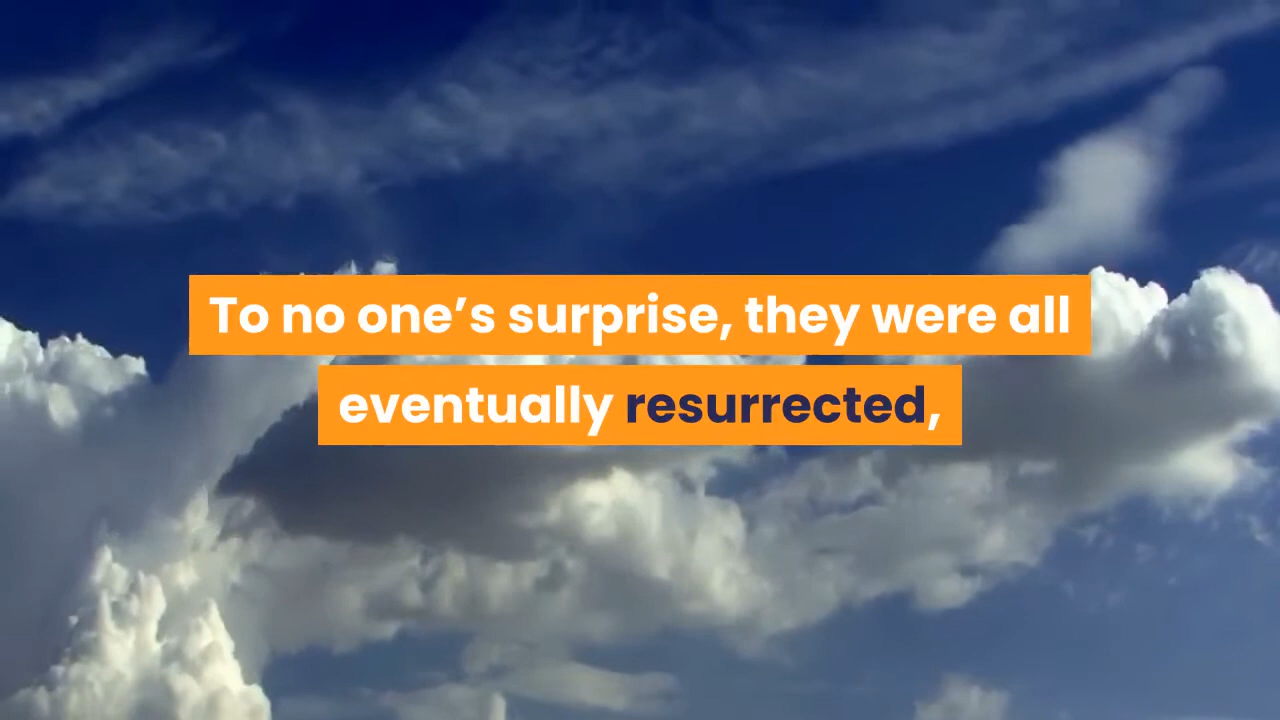 To no one’s surprise, they were all
eventually resurrected,